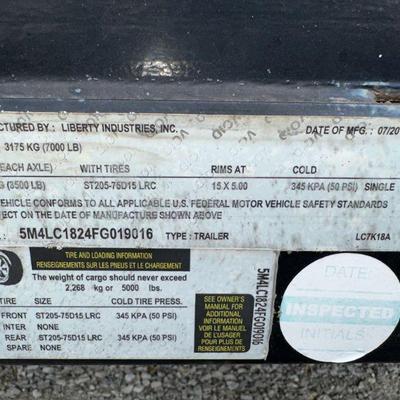 ACTURED BY: LIBERTY INDUSTRIES, INC. DATE OF MFG: 07/20
3175 KG (7000 LB)
EACH AXLE) WITH TIRES RIMS AT COLD
G (3500 LB) ST205-75D15 LRC 15 X 5.00 345 KPA (50 PSI) SINGLE
VEHICLE CONFORMS TO ALL APPLICABLE U.S. FEDERAL MOTOR VEHICLE SAFETY STANDARDS
ECT ON THE DATE OF MANUFACTURE SHOWN ABOVE.
5M4LC1824FG019016 TYPE: TRAILER LC7K18A
TIRE AND LOADING INFORMATION
RENSEIGNEMENTS SUR LES PNEUS ET LE CHARGEMENT
The weight of cargo should never exceed
2,268 kg or 5000 lbs.
TIRE SIZE COLD TIRE PRESSURE
FRONT ST205-75D15 LRC 345 KPA (50 PSI)
INTER NONE
REAR ST205-75D15 LRC 345 KPA (50 PSI)
NONE
SEE OWNER'S
MANUAL FOR
ADDITIONAL
INFORMATION
VOIR LE MANUEL
DE L'USAGER
POUR PLUS DE
RENSEIGNEMENTS
5M4LC1824FG019016
DATE:
INSPECTED
INITIALS: